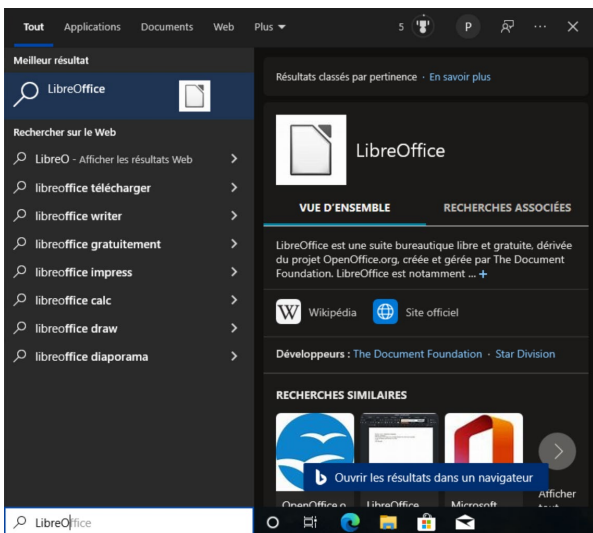 Tout Applications Documents Web Plus 5 P ...
Meilleur résultat
LibreOffice
Rechercher sur le Web
LibreO - Afficher les résultats Web
libreoffice télécharger
libreoffice writer
libreoffice gratuitement
libreoffice impress
libreoffice calc
libreoffice draw
libreoffice diaporama
LibreOffice
Résultats classés par pertinence · En savoir plus
LibreOffice
VUE D'ENSEMBLE RECHERCHES ASSOCIÉES
LibreOffice est une suite bureautique libre et gratuite, dérivée
du projet OpenOffice.org, créée et gérée par The Document
Foundation. LibreOffice est notamment ... +
W Wikipédia Site officiel
Développeurs : The Document Foundation · Star Division
RECHERCHES SIMILAIRES
Ouvrir les résultats dans un navigateur
OpenOffice.o LibreOffice Microsoft Afficher